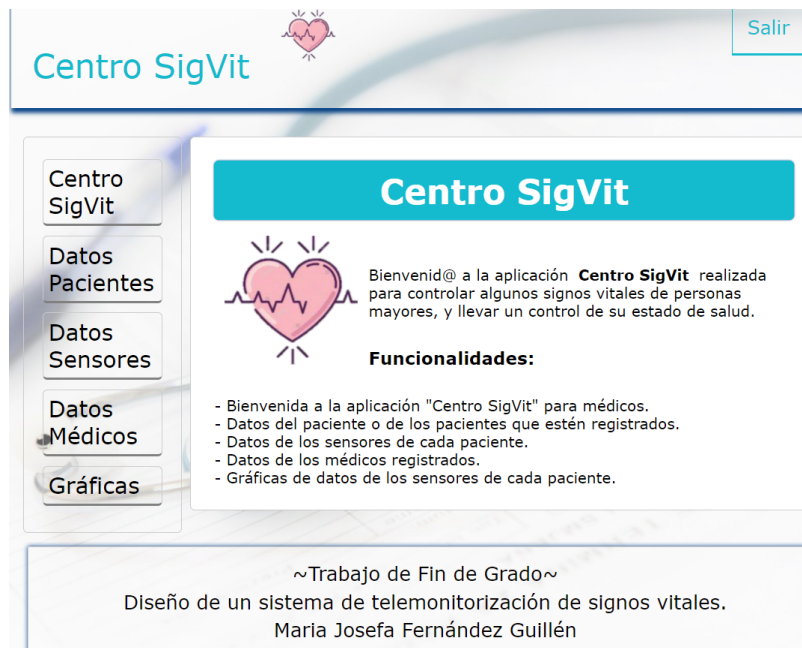 Centro SigVit
Salir
Centro
SigVit
Datos
Pacientes
Datos
Sensores
Datos
Médicos
Gráficas
Centro SigVit
Bienvenid@ a la aplicación Centro SigVit realizada
para controlar algunos signos vitales de personas
mayores, y llevar un control de su estado de salud.
Funcionalidades:
- Bienvenida a la aplicación "Centro SigVit" para médicos.
- Datos del paciente o de los pacientes que estén registrados.
- Datos de los sensores de cada paciente.
- Datos de los médicos registrados.
- Gráficas de datos de los sensores de cada paciente.
~Trabajo de Fin de Grado~
Diseño de un sistema de telemonitorización de signos vitales.
Maria Josefa Fernández Guillén